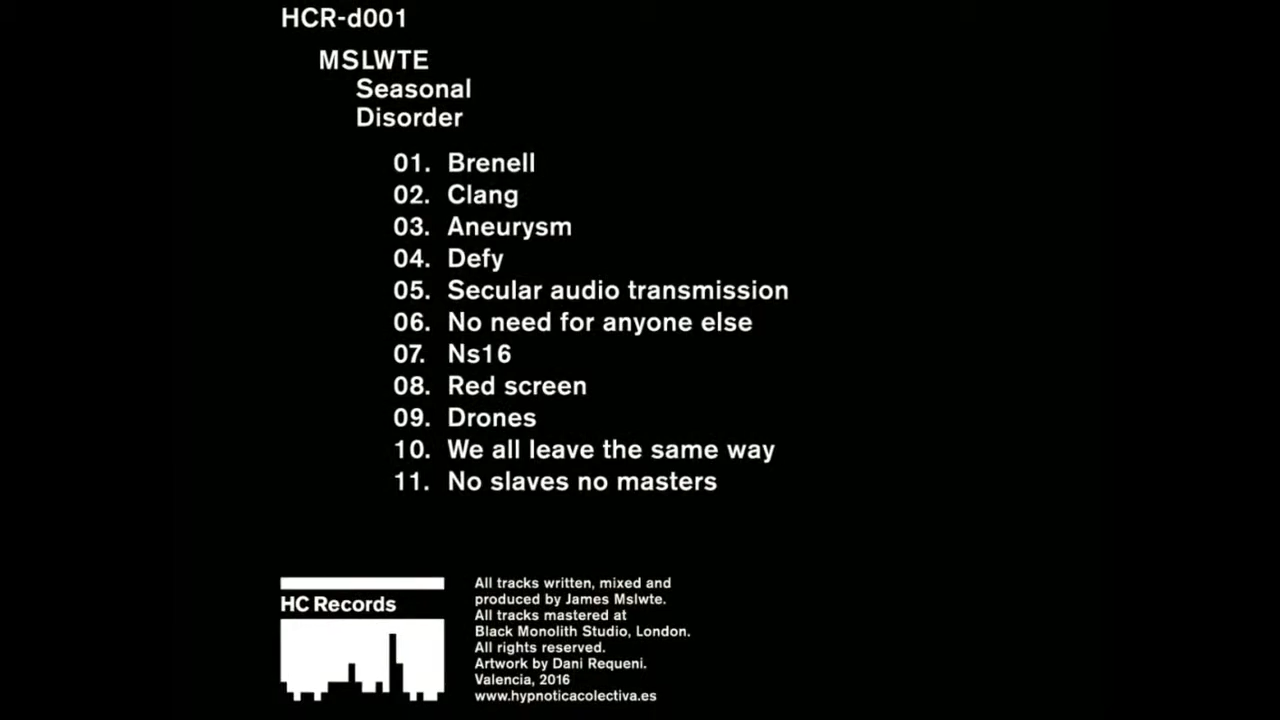 HCR-d001
MSLWTE
Seasonal
Disorder
01. Brenell
02. Clang
03. Aneurysm
04. Defy
05. Secular audio transmission
06. No need for anyone else
07. Ns16
08. Red screen
09. Drones
10. We all leave the same way
11. No slaves no masters
HC Records
All tracks written, mixed and
produced by James Mslwte.
All tracks mastered at
Black Monolith Studio, London.
All rights reserved.
Artwork by Dani Requeni.
Valencia, 2016
www.hypnoticacolectiva.es